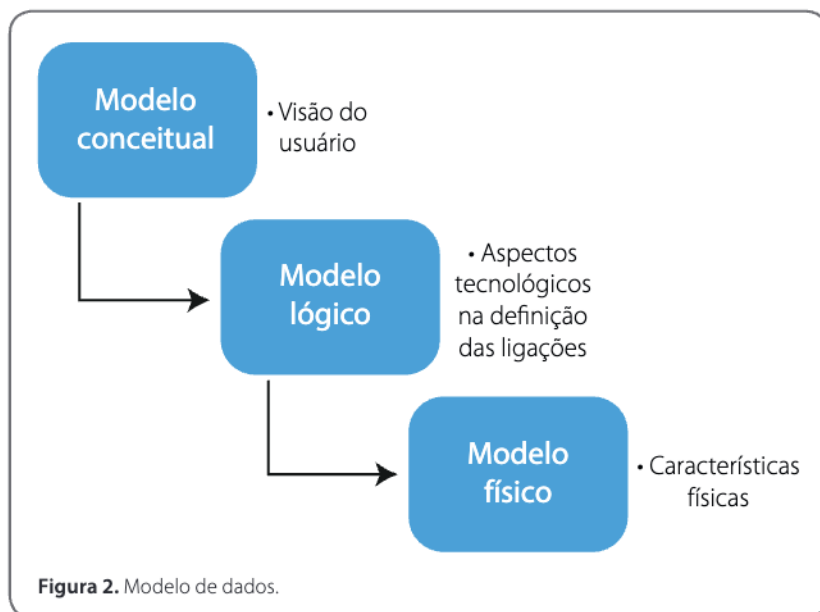 Modelo
conceitual
• Visão do
usuário
Modelo
lógico
• Aspectos
tecnológicos
na definição
das ligações
Modelo
físico
• Características
físicas
Figura 2. Modelo de dados.